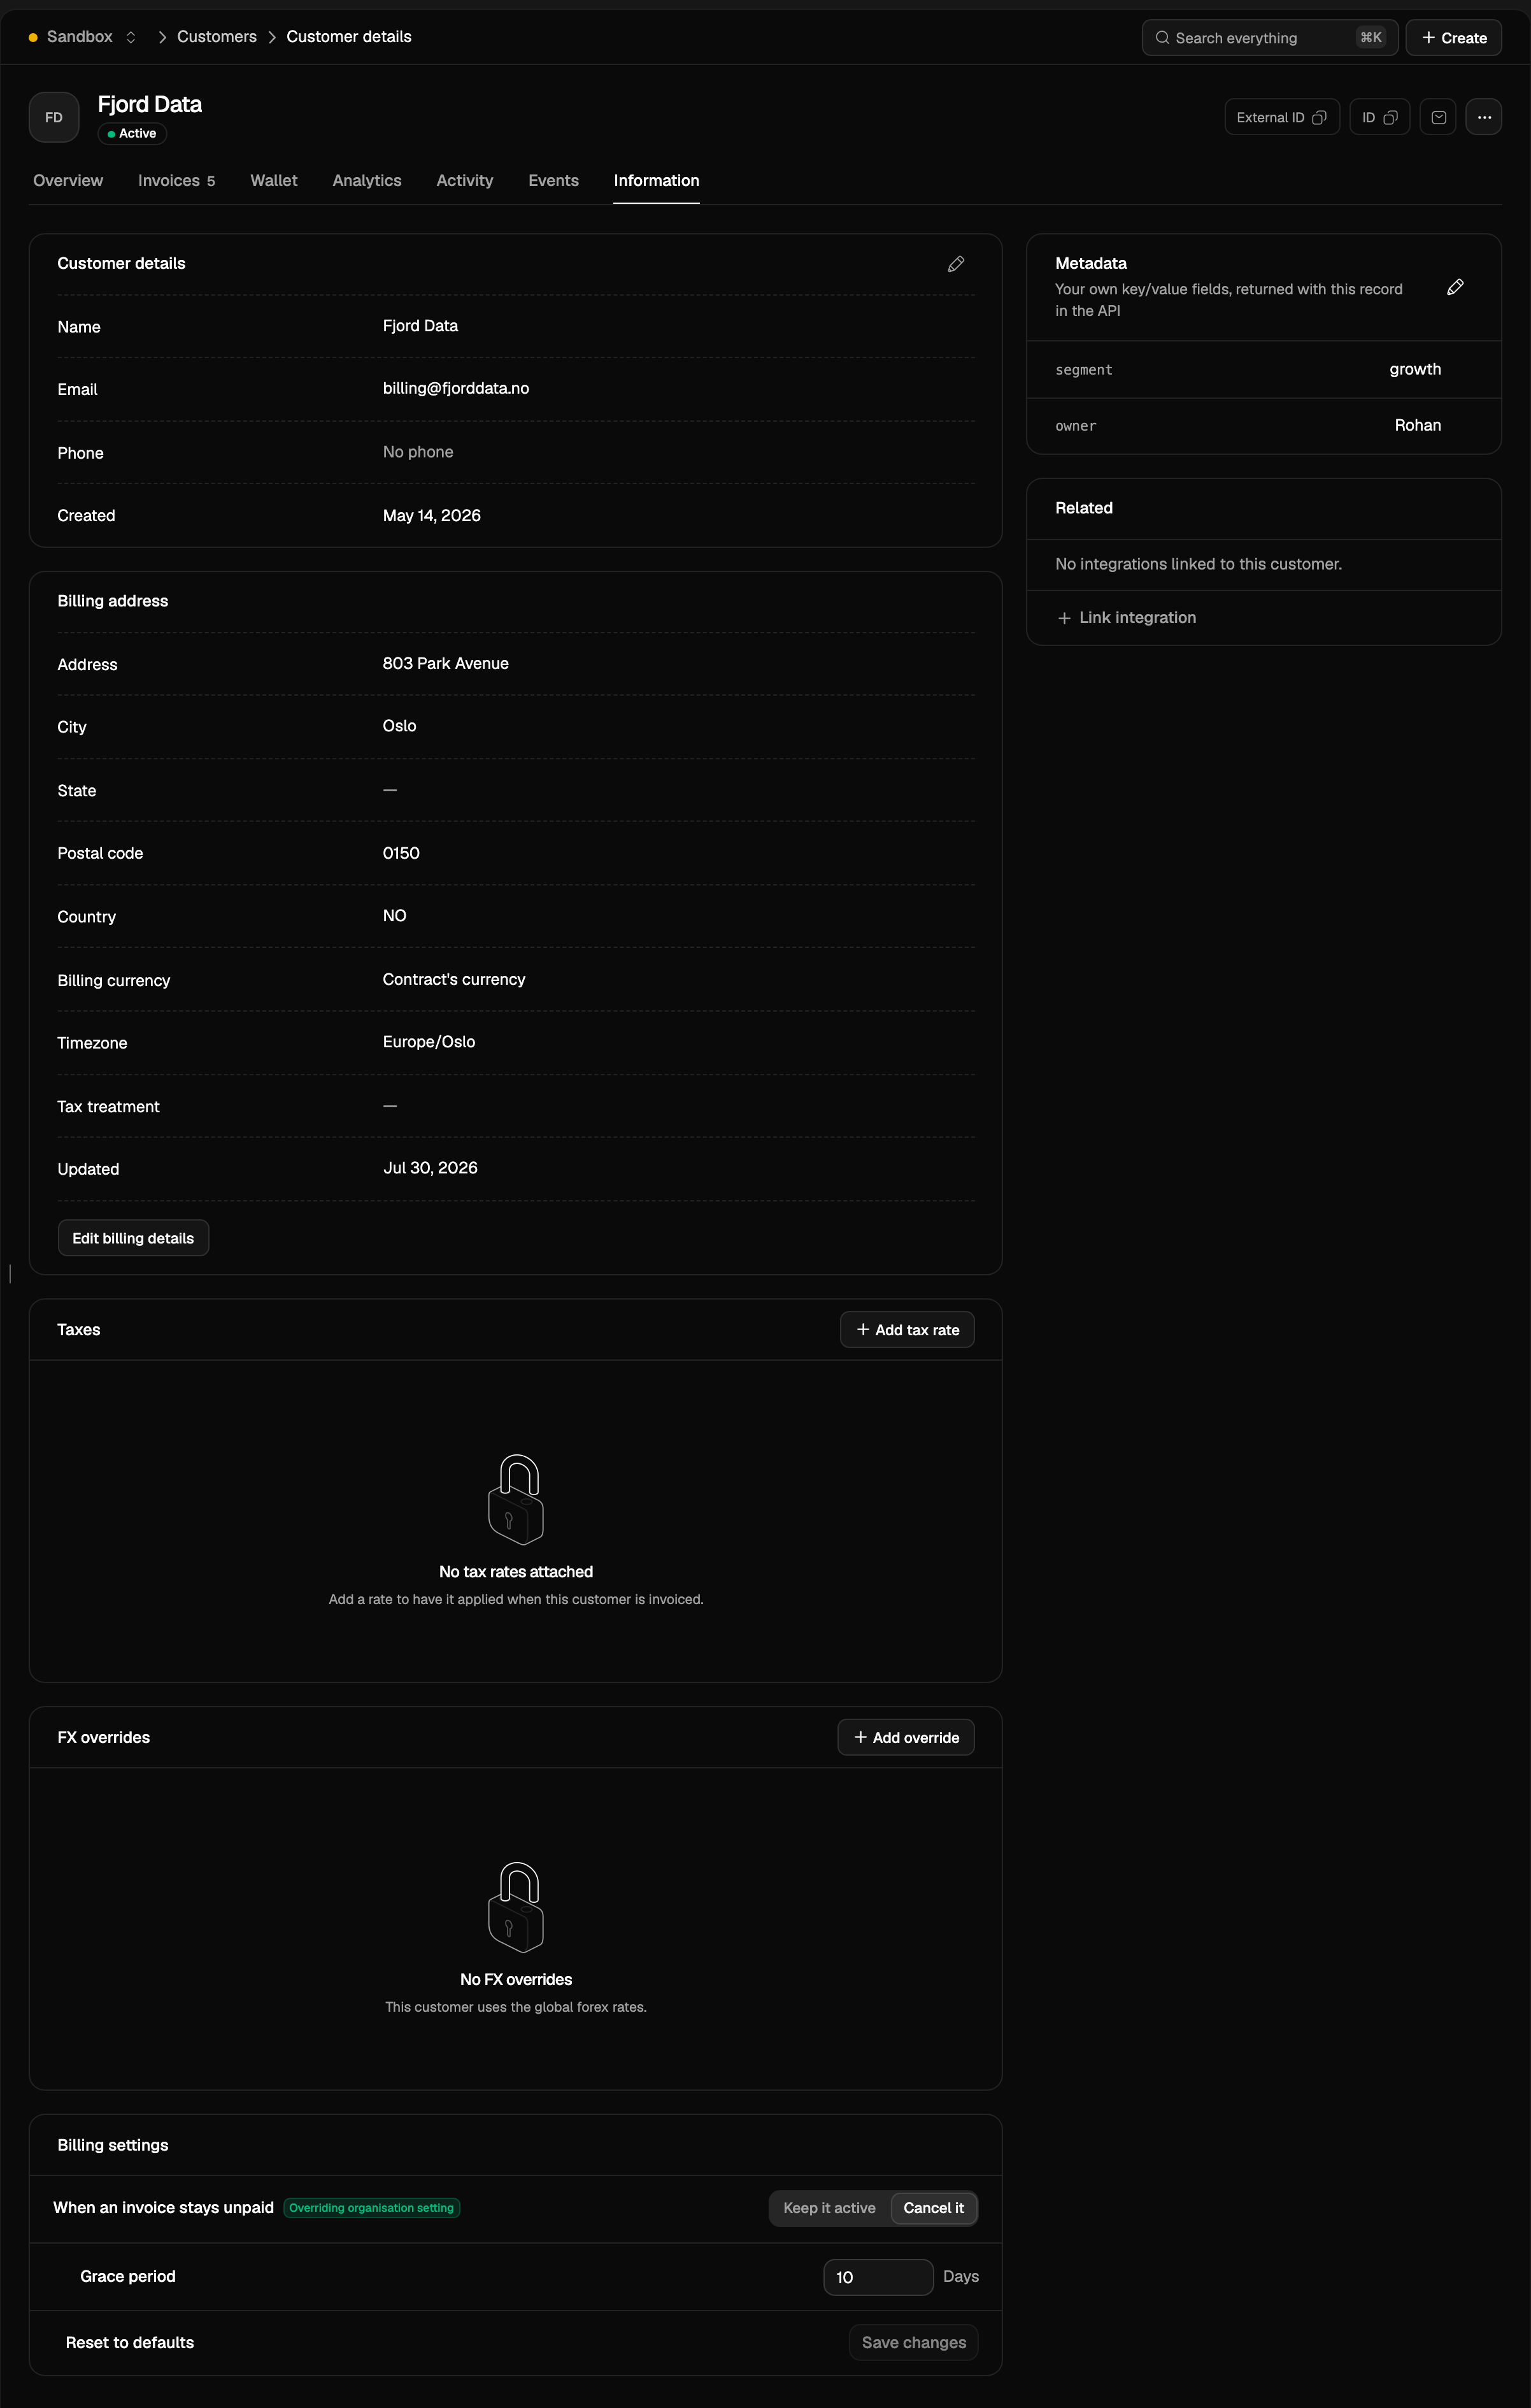 Sandbox
Customers
Customer details
Search everything
⌘K
+ Create
FD
Fjord Data
Active
External ID
ID
Overview
Invoices 5
Wallet
Analytics
Activity
Events
Information
Customer details
Name
Fjord Data
Email
billing@fjorddata.no
Phone
No phone
Created
May 14, 2026
Billing address
Address
803 Park Avenue
City
Oslo
State
—
Postal code
0150
Country
NO
Billing currency
Contract's currency
Timezone
Europe/Oslo
Tax treatment
—
Updated
Jul 30, 2026
Edit billing details
Taxes
+ Add tax rate
No tax rates attached
Add a rate to have it applied when this customer is invoiced.
FX overrides
+ Add override
No FX overrides
This customer uses the global forex rates.
Billing settings
When an invoice stays unpaid
Overriding organisation setting
Keep it active
Cancel it
Grace period
10
Days
Reset to defaults
Save changes
Metadata
Your own key/value fields, returned with this record
in the API
segment
growth
owner
Rohan
Related
No integrations linked to this customer.
+ Link integration